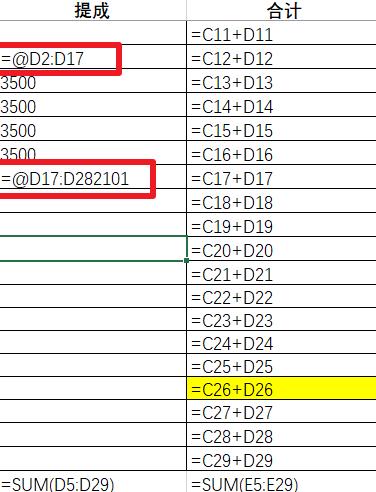 提成 合计
=C11+D11
=@D2:D17 =C12+D12
3500 =C13+D13
3500 =C14+D14
3500 =C15+D15
3500 =C16+D16
=@D17:D282101 =C17+D17
=C18+D18
=C19+D19
=C20+D20
=C21+D21
=C22+D22
=C23+D23
=C24+D24
=C25+D25
=C26+D26
=C27+D27
=C28+D28
=C29+D29
=SUM(D5:D29) =SUM(E5:E29)